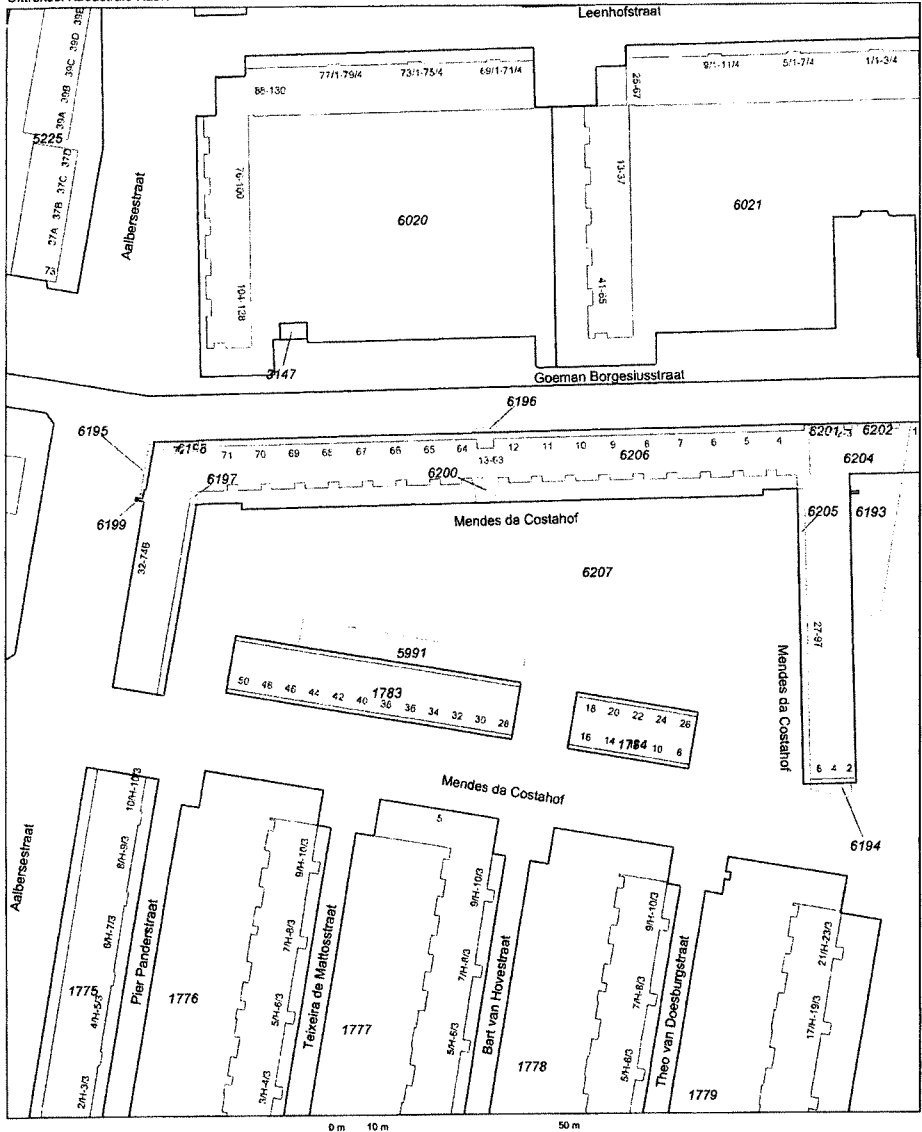 Leenhofstraat
39E
39D
39C
39B
39A
5225
37D
37C
37B
37A
73
Aalbersestraat
77/1-79/4 73/1-75/4 69/1-71/4
88-130
76-100
104-128
6020
3147
9/1-11/4 5/1-7/4 1/1-3/4
25-67
13-37
41-65
6021
Goeman Borgesiusstraat
6196
6195
6198
71 70 69 68 67 66 65 64 13-63 12 11 10 9 8 7 6 5 4
6201 6202
1
6206
6204
6200
6197
6199
Mendes da Costahof
6205
6193
32-74B
6207
27-97
Mendes da Costahof
5991
1783
50 48 46 44 42 40 38 36 34 32 30 28
18 20 22 24 26
16 14 10 6
1784
6 4 2
6194
Mendes da Costahof
Aalbersestraat
10/H-10/3
8/H-9/3
6/H-7/3
4/H-5/3
2/H-3/3
1775
Pier Panderstraat
1776
9/H-10/3
7/H-8/3
5/H-6/3
3/H-4/3
Teixeira de Mattosstraat
5
1777
9/H-10/3
7/H-8/3
5/H-6/3
Bart van Hovestraat
1778
9/H-10/3
7/H-8/3
5/H-6/3
Theo van Doesburgstraat
1779
21/H-23/3
17/H-19/3
0 m 10 m 50 m